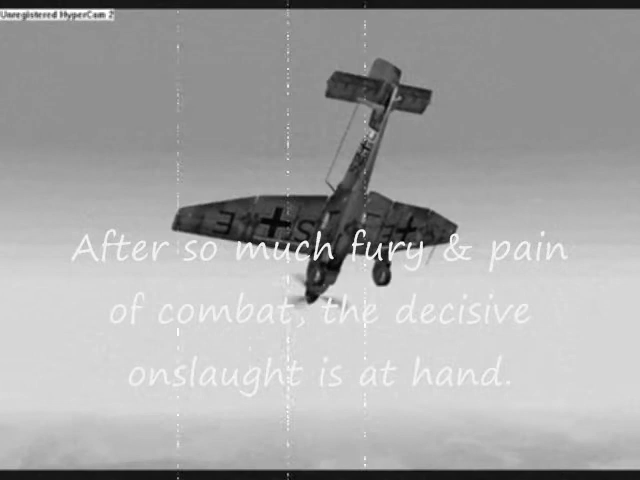 Unregistered HyperCam 2
After so much fury & pain
of combat, the decisive
onslaught is at hand.